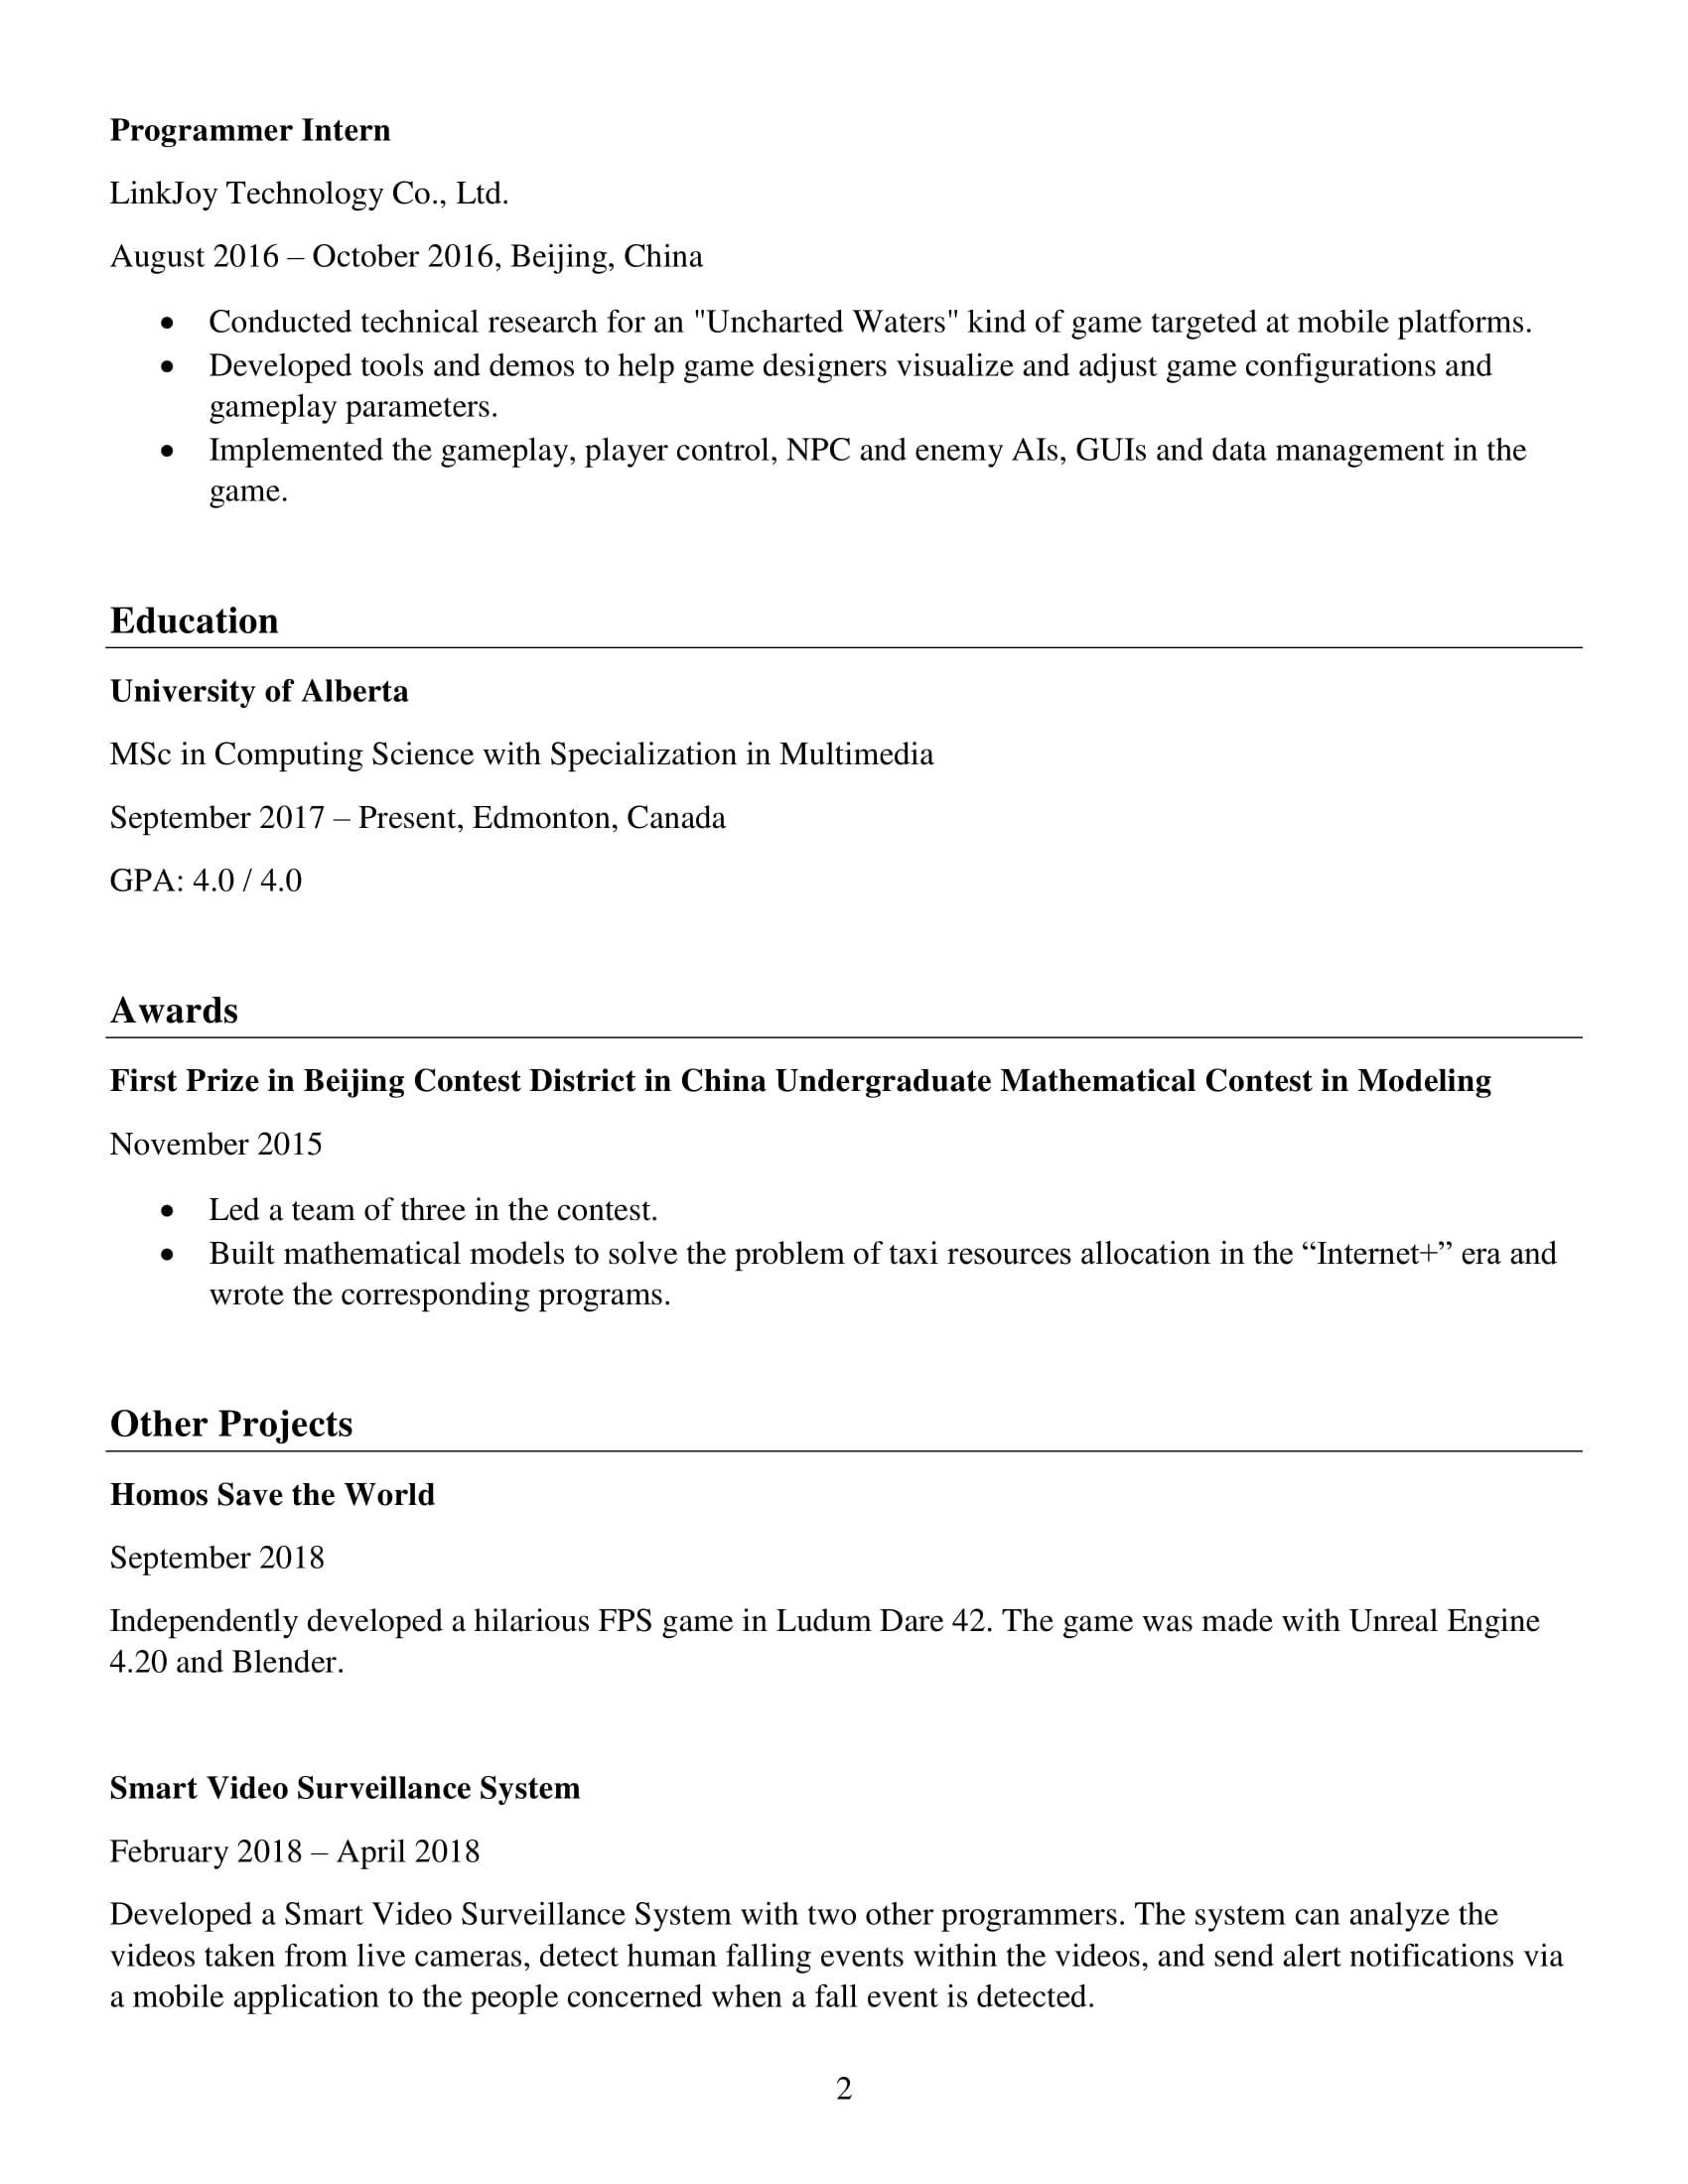 Programmer Intern
LinkJoy Technology Co., Ltd.
August 2016 – October 2016, Beijing, China
• Conducted technical research for an "Uncharted Waters" kind of game targeted at mobile platforms.
• Developed tools and demos to help game designers visualize and adjust game configurations and
gameplay parameters.
• Implemented the gameplay, player control, NPC and enemy AIs, GUIs and data management in the
game.
Education
University of Alberta
MSc in Computing Science with Specialization in Multimedia
September 2017 – Present, Edmonton, Canada
GPA: 4.0 / 4.0
Awards
First Prize in Beijing Contest District in China Undergraduate Mathematical Contest in Modeling
November 2015
• Led a team of three in the contest.
• Built mathematical models to solve the problem of taxi resources allocation in the “Internet+” era and
wrote the corresponding programs.
Other Projects
Homos Save the World
September 2018
Independently developed a hilarious FPS game in Ludum Dare 42. The game was made with Unreal Engine
4.20 and Blender.
Smart Video Surveillance System
February 2018 – April 2018
Developed a Smart Video Surveillance System with two other programmers. The system can analyze the
videos taken from live cameras, detect human falling events within the videos, and send alert notifications via
a mobile application to the people concerned when a fall event is detected.
2